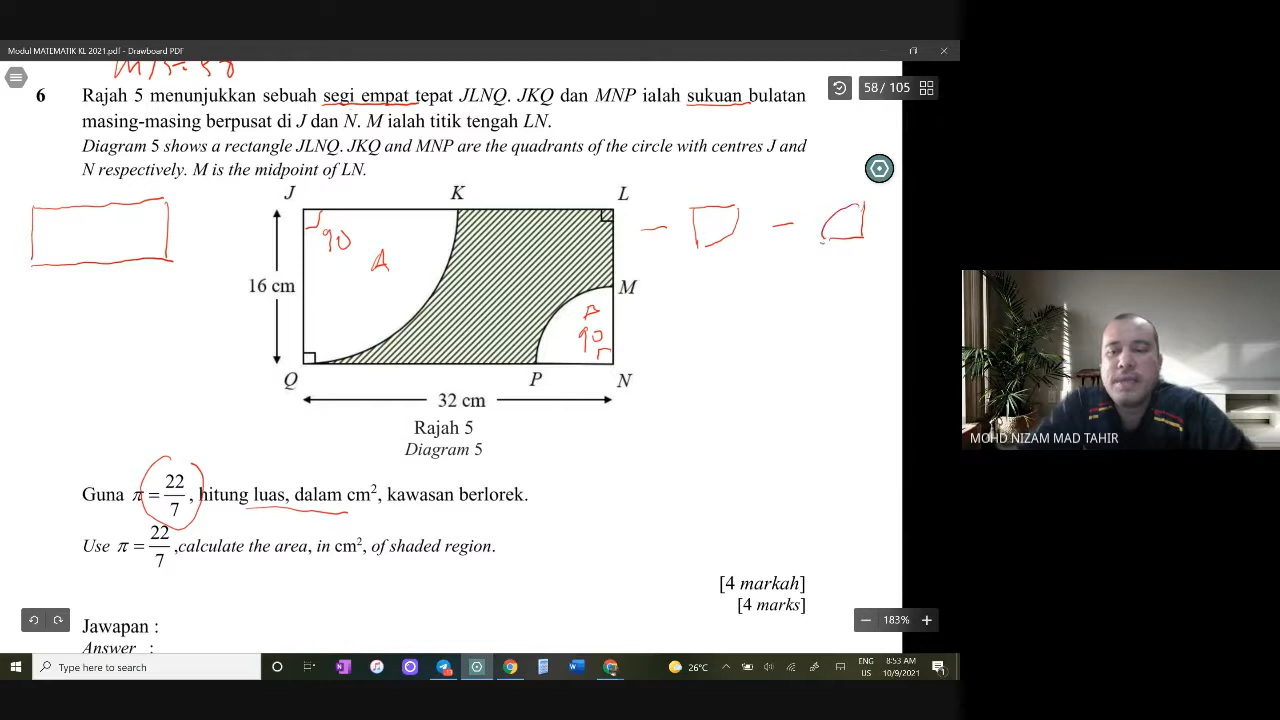 Modul MATEMATIK KL 2021.pdf - Drawboard PDF
58 / 105
6 Rajah 5 menunjukkan sebuah segi empat tepat JLNQ. JKQ dan MNP ialah sukuan bulatan
masing-masing berpusat di J dan N. M ialah titik tengah LN.
Diagram 5 shows a rectangle JLNQ. JKQ and MNP are the quadrants of the circle with centres J and
N respectively. M is the midpoint of LN.
J K L
90
A
16 cm
M
90
Q P N
32 cm
Rajah 5
Diagram 5
MOHD NIZAM MAD TAHIR
Guna π = 22/7, hitung luas, dalam cm², kawasan berlorek.
Use π = 22/7 ,calculate the area, in cm², of shaded region.
[4 markah]
[4 marks]
183%
Jawapan :
Answer :
Type here to search
26°C
ENG
US
8:53 AM
10/9/2021